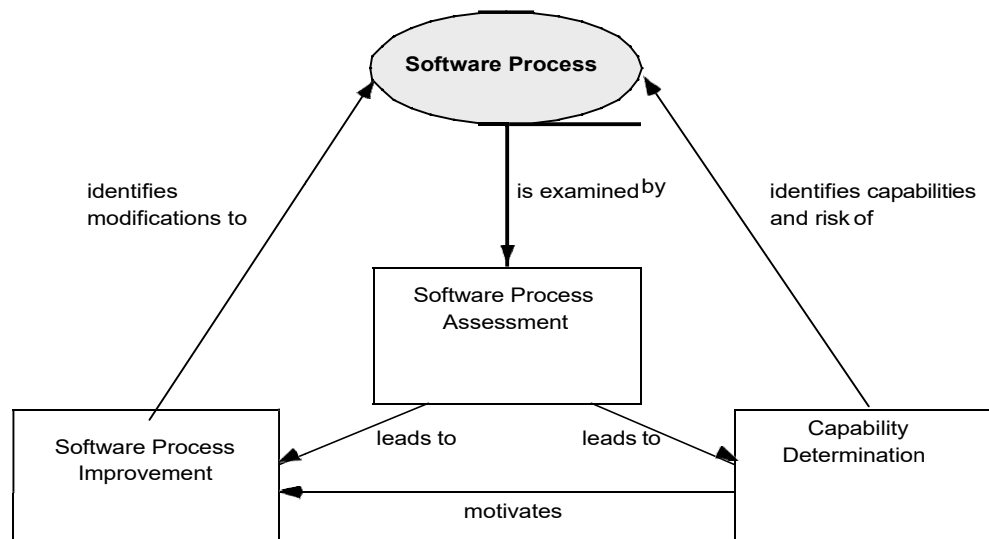 Software Process
identifies
modifications to
is examined by
identifies capabilities
and risk of
Software Process
Assessment
leads to
leads to
Software Process
Improvement
Capability
Determination
motivates